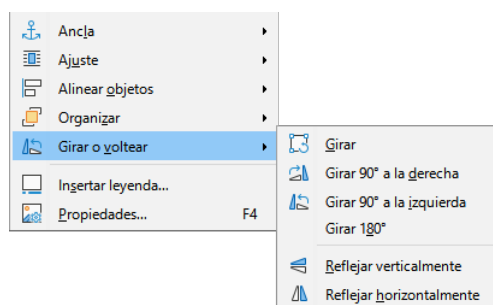 Ancla
Ajuste
Alinear objetos
Organizar
Girar o voltear
Insertar leyenda...
Propiedades... F4
Girar
Girar 90° a la derecha
Girar 90° a la izquierda
Girar 180°
Reflejar verticalmente
Reflejar horizontalmente